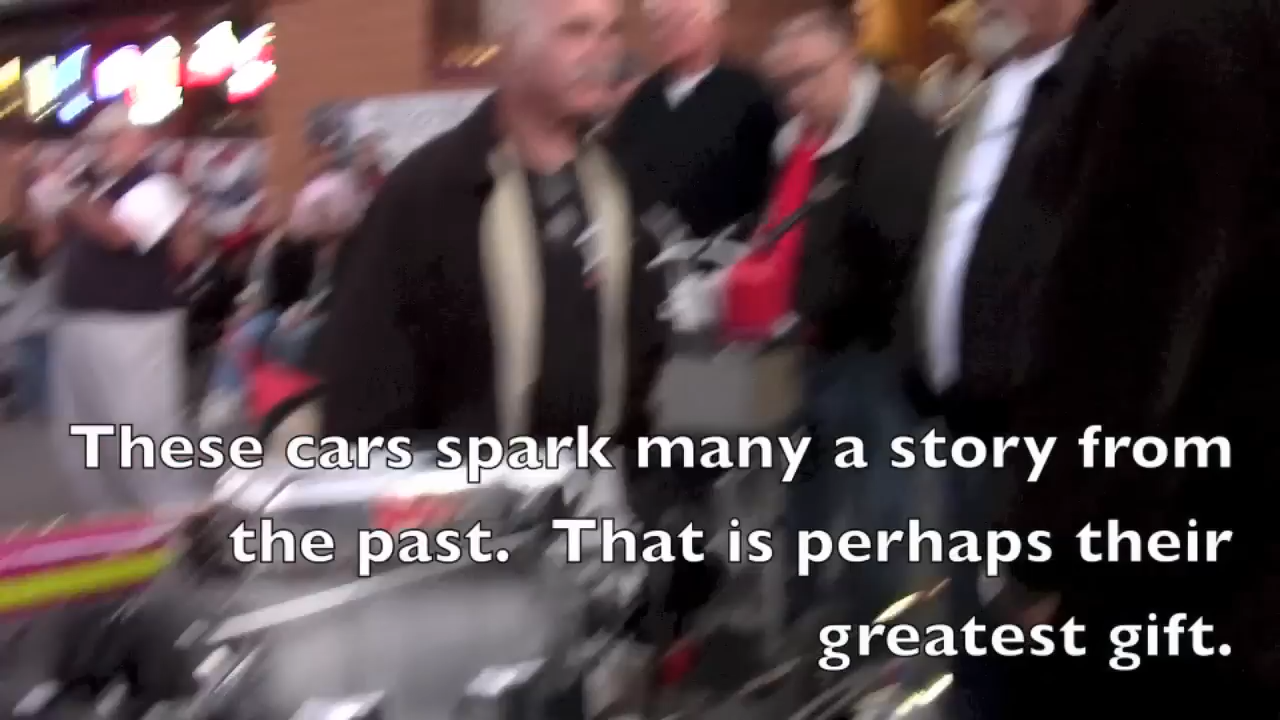 These cars spark many a story from
the past.  That is perhaps their
greatest gift.